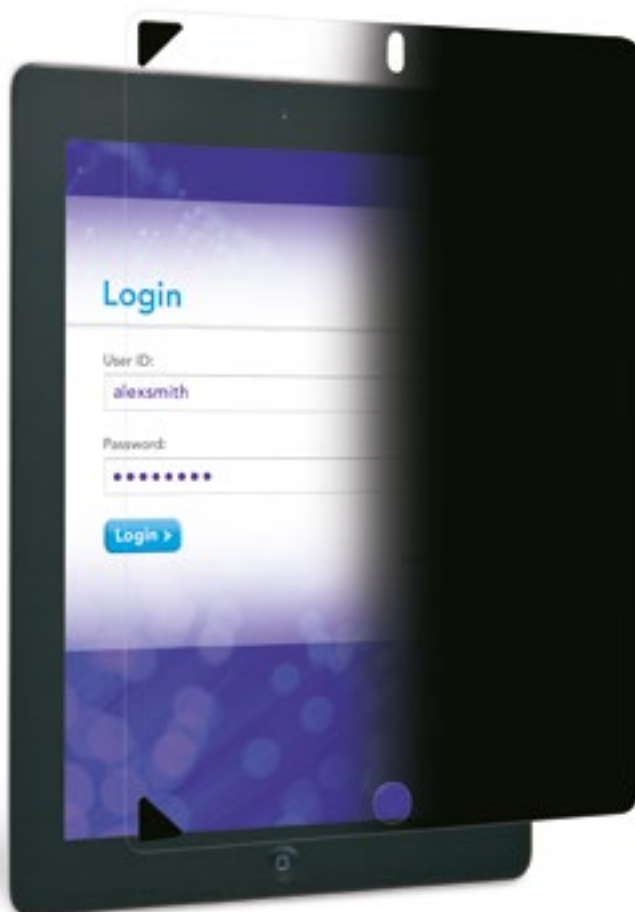 Login
User ID:
alexsmith
Password:
••••••••
Login >